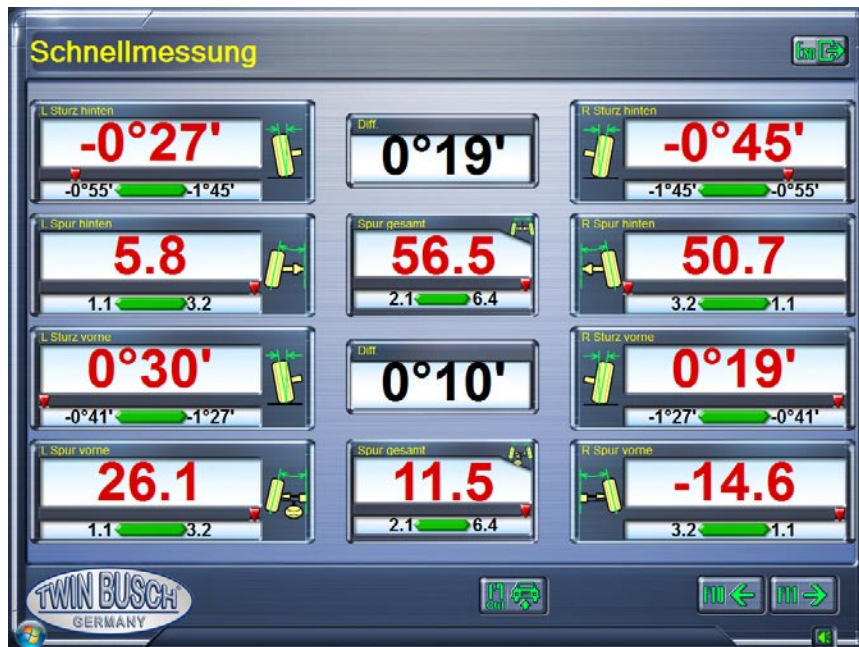 Schnellmessung
END
L Sturz hinten
-0°27'
-0°55' -1°45'
Diff.
0°19'
R Sturz hinten
-0°45'
-1°45' -0°55'
L Spur hinten
5.8
1.1 3.2
Spur gesamt
56.5
2.1 6.4
R Spur hinten
50.7
3.2 1.1
L Sturz vorne
0°30'
-0°41' -1°27'
Diff.
0°10'
R Sturz vorne
0°19'
-1°27' -0°41'
L Spur vorne
26.1
1.1 3.2
Spur gesamt
11.5
2.1 6.4
R Spur vorne
-14.6
3.2 1.1
TWIN BUSCH
GERMANY
F10
F11